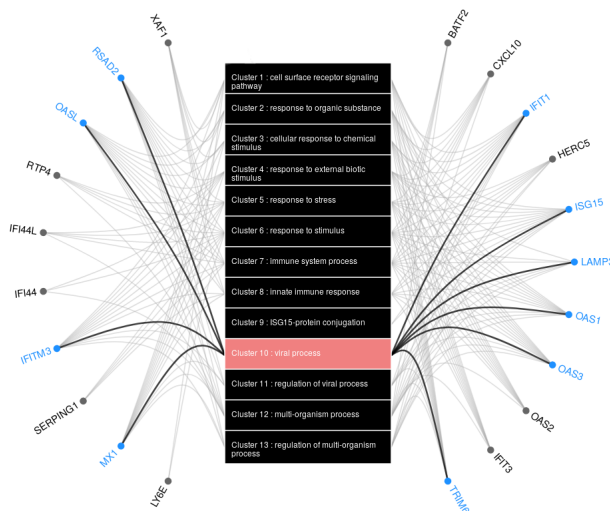 XAF1
RSAD2
OASL
RTP4
IFI44L
IFI44
IFITM3
SERPING1
MX1
LY6E
Cluster 1 : cell surface receptor signaling
pathway
Cluster 2 : response to organic substance
Cluster 3 : cellular response to chemical
stimulus
Cluster 4 : response to external biotic
stimulus
Cluster 5 : response to stress
Cluster 6 : response to stimulus
Cluster 7 : immune system process
Cluster 8 : innate immune response
Cluster 9 : ISG15-protein conjugation
Cluster 10 : viral process
Cluster 11 : regulation of viral process
Cluster 12 : multi-organism process
Cluster 13 : regulation of multi-organism
process
BATF2
CXCL10
IFIT1
HERC5
ISG15
OAS1
OAS3
OAS2
IFIT3